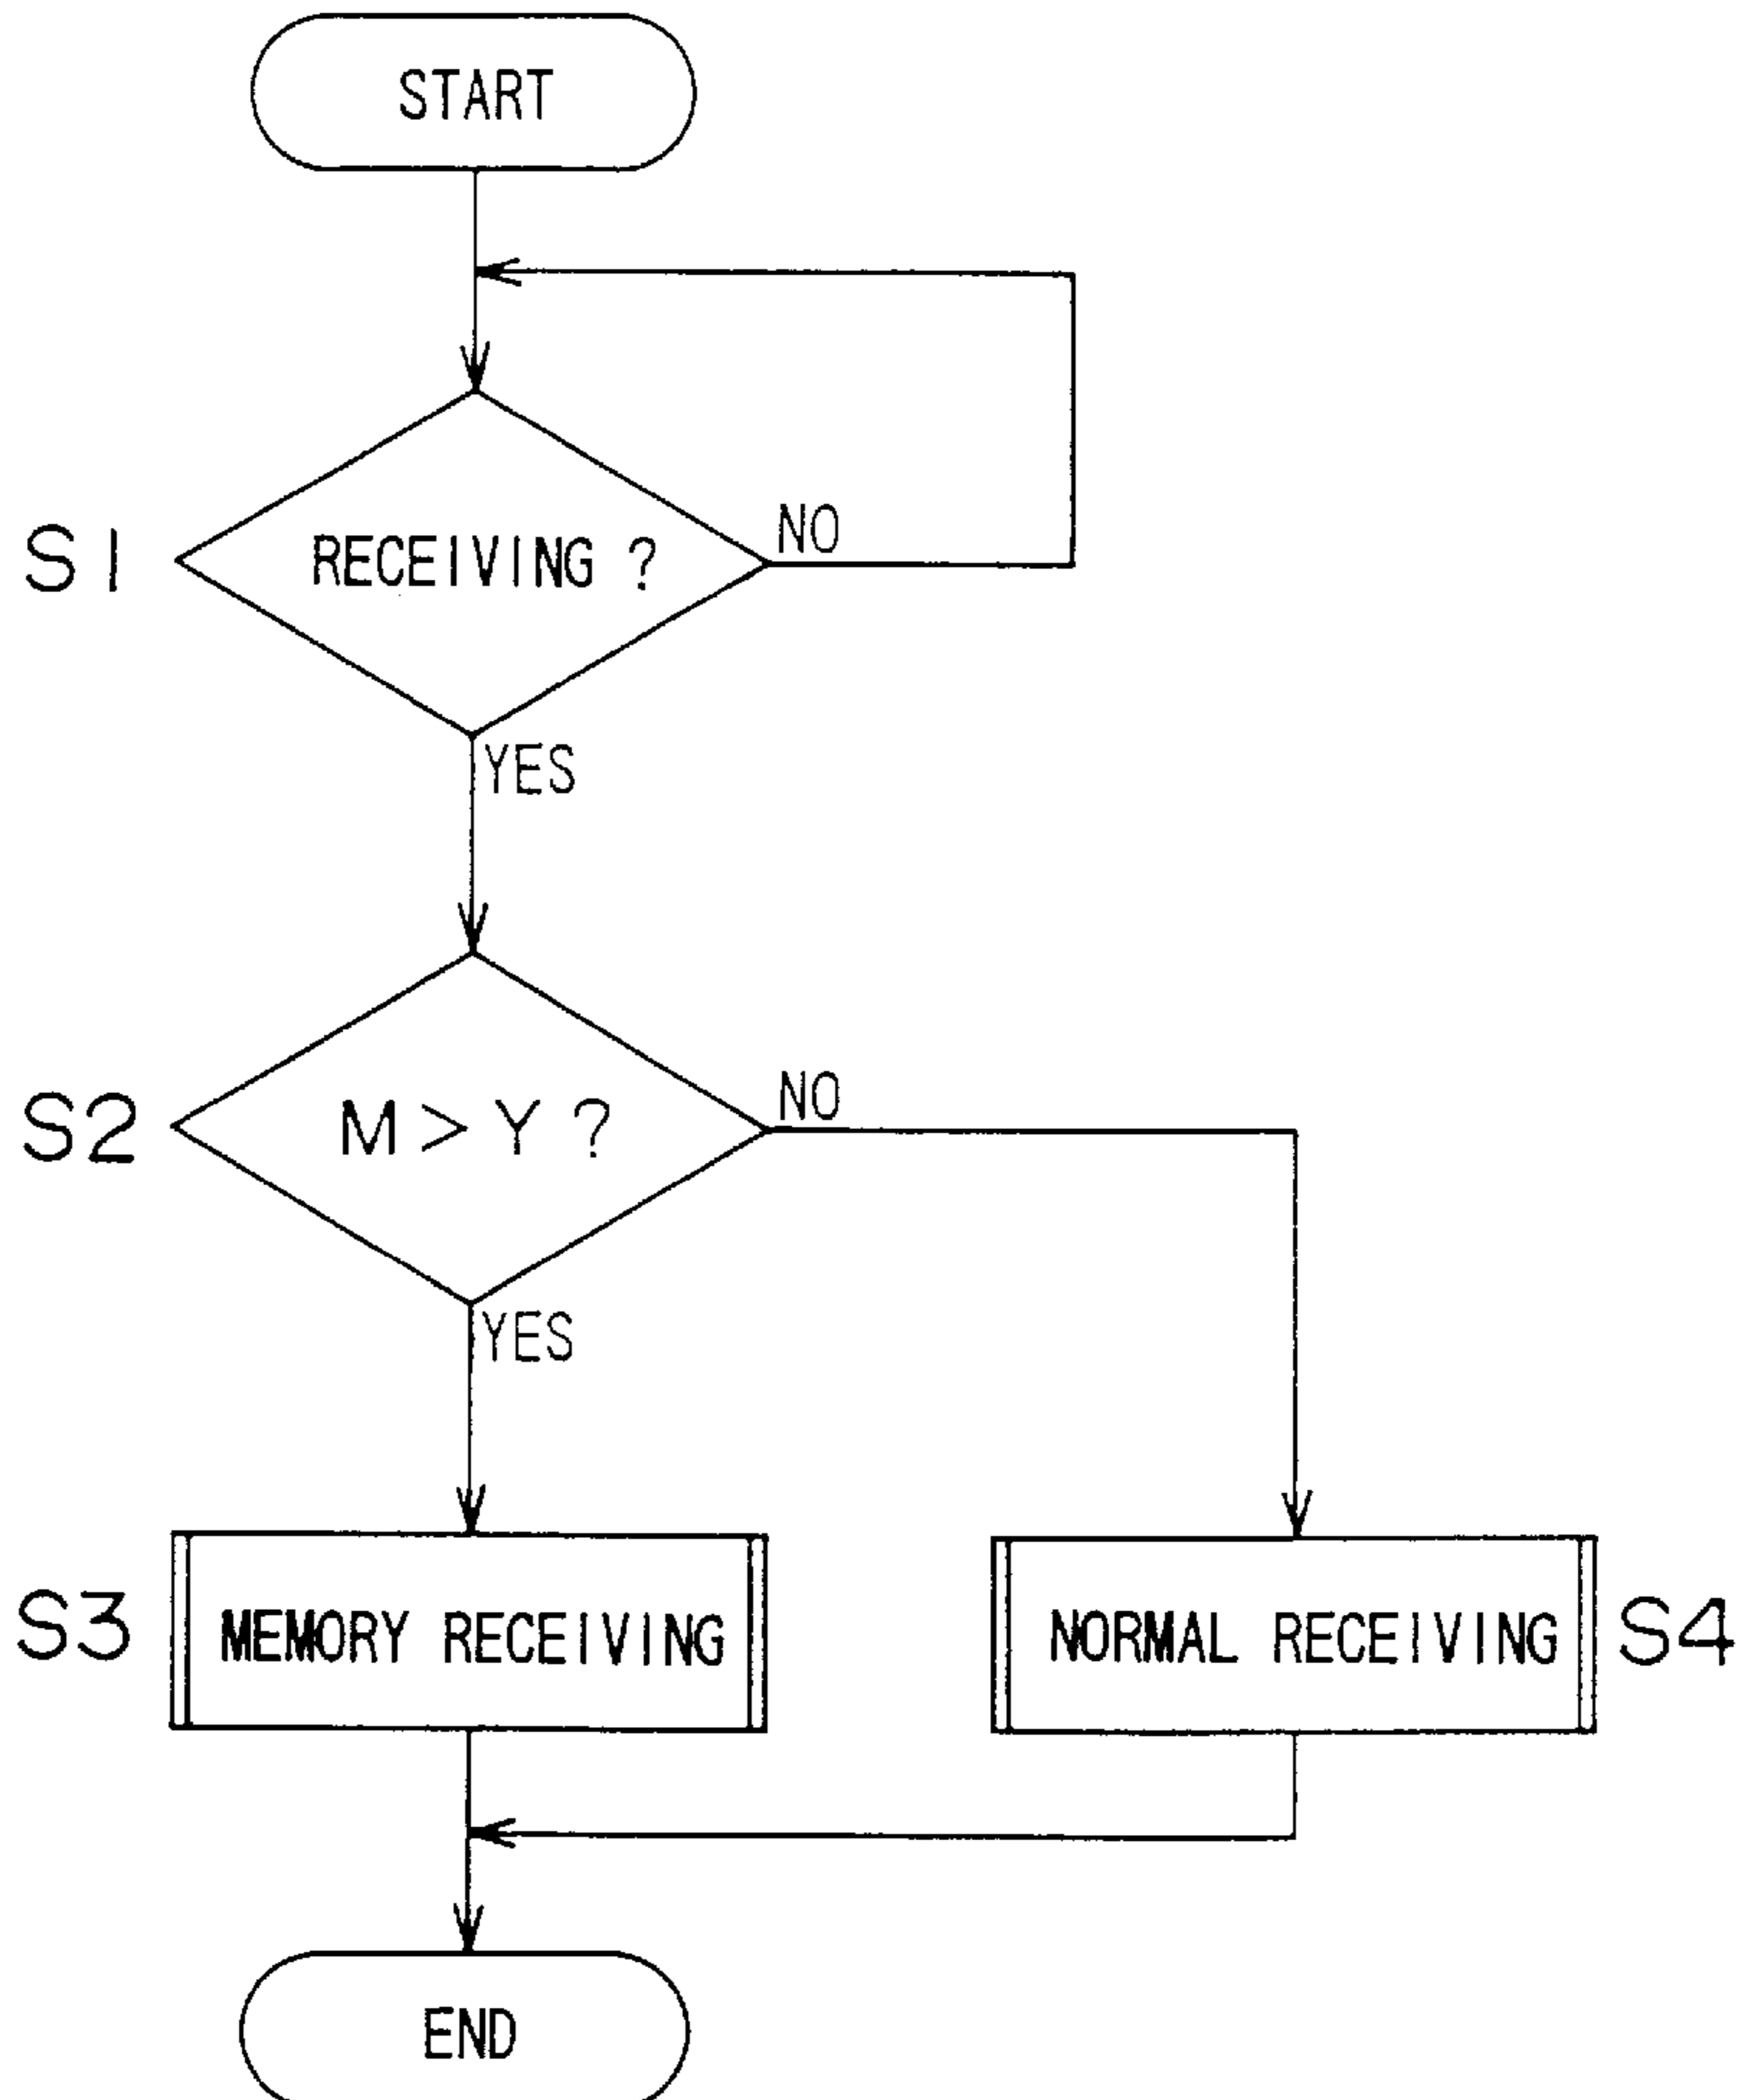 START
S1
RECEIVING ?
NO
YES
S2
M > Y ?
NO
YES
S3
MEMORY RECEIVING
NORMAL RECEIVING
S4
END